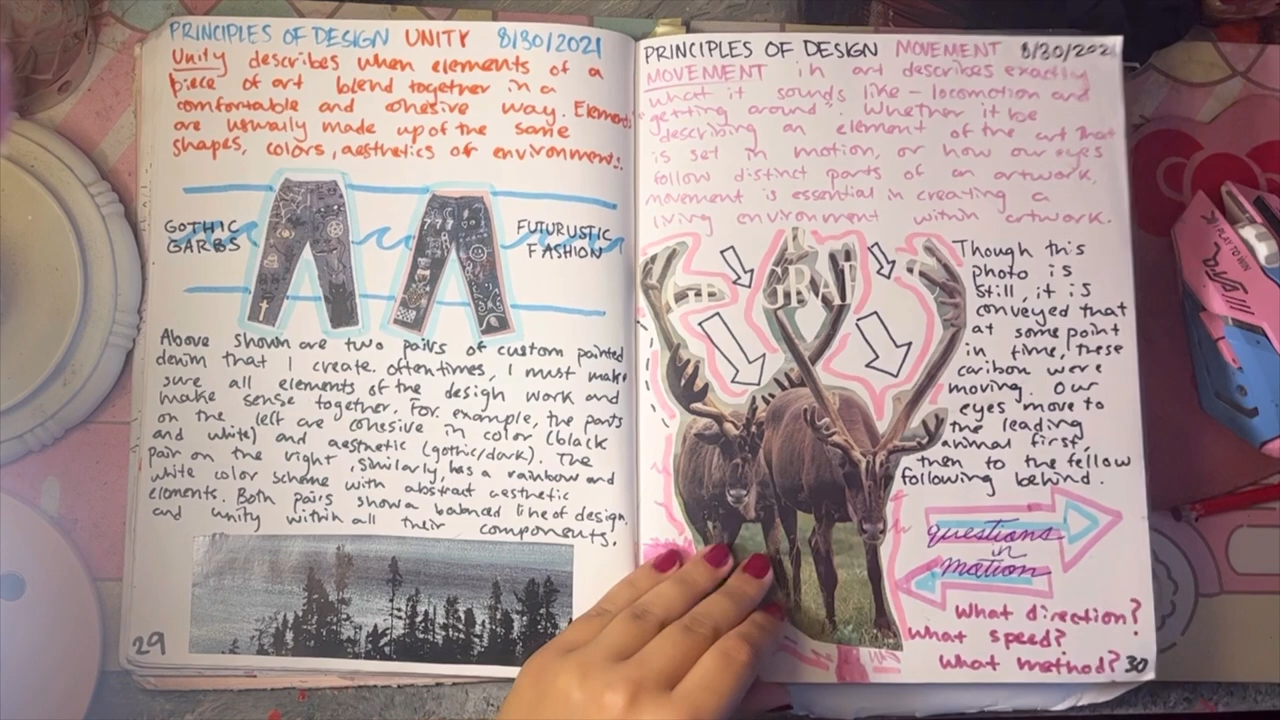 PRINCIPLES OF DESIGN UNITY 8/30/2021
Unity describes when elements of a
piece of art blend together in a
comfortable and cohesive way. Elements
are usually made up of the same
shapes, colors, aesthetics or environments.
GOTHIC
GARBS
FUTURUSTIC
FASHION
Above shown are two pairs of custom painted
denim that I create. oftentimes, I must make
sure all elements of the design work and
make sense together. For example, the pants
on the left are cohesive in color (black
and white) and aesthetic (gothic/dark). The
pair on the right, similarly, has a rainbow and
white color scheme with abstract aesthetic
elements. Both pairs show a balanced line of design
and unity within all their components.
29
PRINCIPLES OF DESIGN MOVEMENT 8/30/2021
MOVEMENT in art describes exactly
what it sounds like - locomotion and
"getting around". Whether it be
describing an element of the art that
is set in motion, or how our eyes
follow distinct parts of an artwork,
movement is essential in creating a
living environment within artwork.
GE GRAP C
Though this
photo is
still, it is
conveyed that
at some point
in time, these
caribou were
moving. Our
eyes move to
the leading
animal first,
then to the fellow
following behind.
questions
in
motion
What direction?
What speed?
What method?
30
I PLAY TO WIN